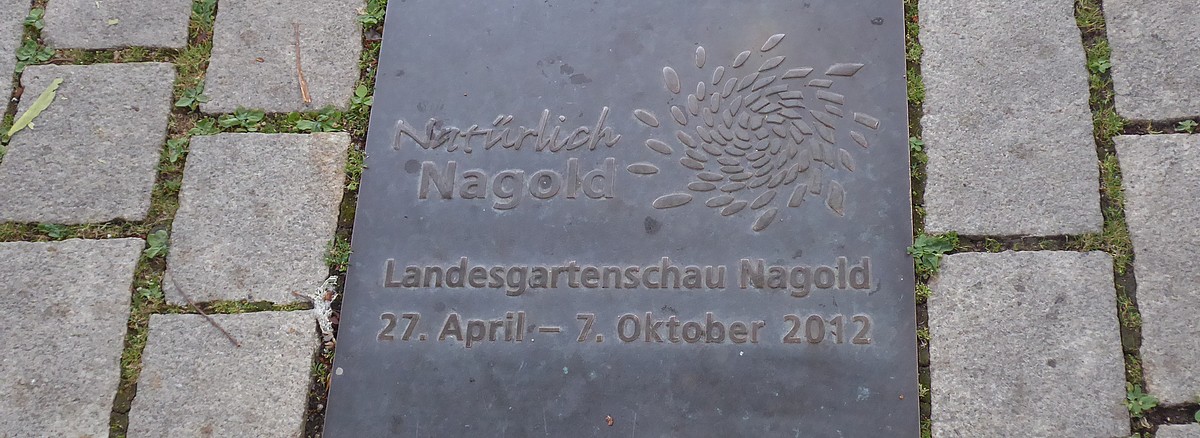 Natürlich
Nagold
Landesgartenschau Nagold
27. April – 7. Oktober 2012